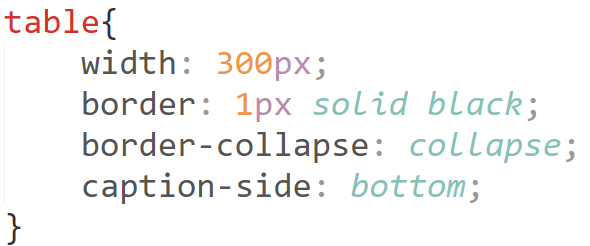 table{
    width: 300px;
    border: 1px solid black;
    border-collapse: collapse;
    caption-side: bottom;
}